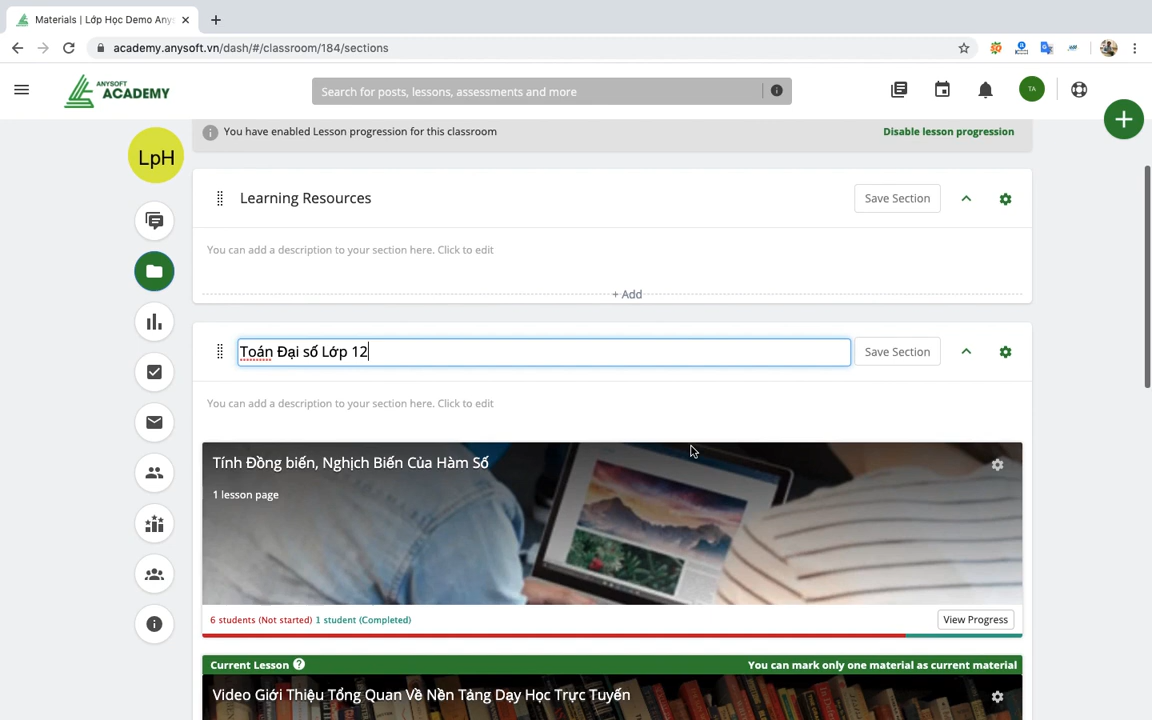 Materials | Lớp Học Demo Any
academy.anysoft.vn/dash/#/classroom/184/sections
ANYSOFT
ACADEMY
Search for posts, lessons, assessments and more
TA
LpH
You have enabled Lesson progression for this classroom
Disable lesson progression
Learning Resources
Save Section
You can add a description to your section here. Click to edit
+ Add
Toán Đại số Lớp 12
Save Section
You can add a description to your section here. Click to edit
Tính Đồng biến, Nghịch Biến Của Hàm Số
1 lesson page
6 students (Not started) 1 student (Completed)
View Progress
Current Lesson ?
You can mark only one material as current material
Video Giới Thiệu Tổng Quan Về Nền Tảng Dạy Học Trực Tuyến